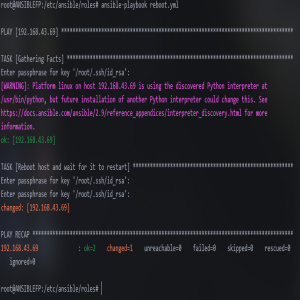 root@ANSIBLEFP:/etc/ansible/roles# ansible-playbook reboot.yml
PLAY [192.168.43.69] ******************************************************
TASK [Gathering Facts] ****************************************************
Enter passphrase for key '/root/.ssh/id_rsa':
[WARNING]: Platform linux on host 192.168.43.69 is using the discovered Python interpreter at
/usr/bin/python, but future installation of another Python interpreter could change this. See
https://docs.ansible.com/ansible/2.9/reference_appendices/interpreter_discovery.html for more
information.
ok: [192.168.43.69]
TASK [Reboot host and wait for it to restart] *****************************************
Enter passphrase for key '/root/.ssh/id_rsa':
Enter passphrase for key '/root/.ssh/id_rsa':
changed: [192.168.43.69]
PLAY RECAP ****************************************************************
192.168.43.69 : ok=2 changed=1 unreachable=0 failed=0 skipped=0 rescued=0
ignored=0
root@ANSIBLEFP:/etc/ansible/roles#